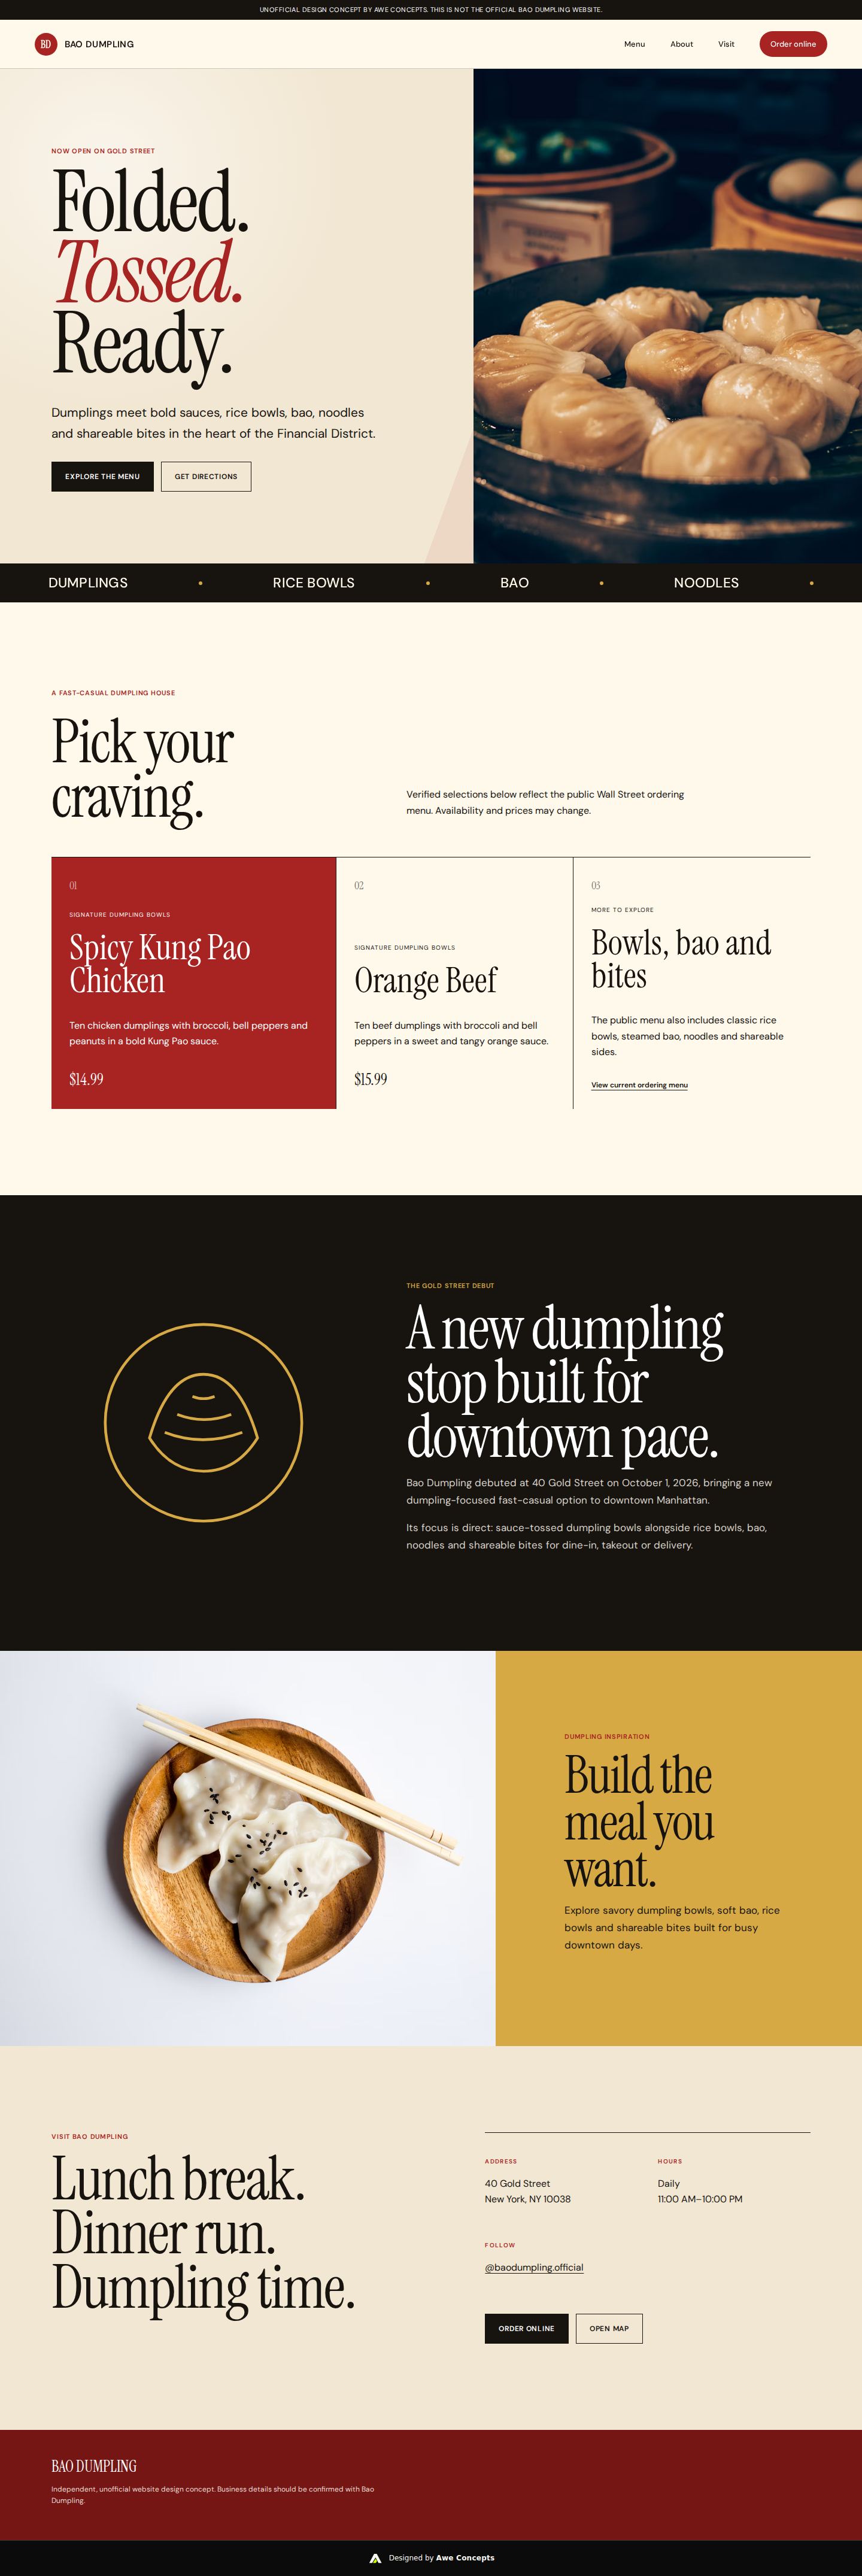 UNOFFICIAL DESIGN CONCEPT BY AWE CONCEPTS. THIS IS NOT THE OFFICIAL BAO DUMPLING WEBSITE.
BD BAO DUMPLING
Menu About Visit Order online
NOW OPEN ON GOLD STREET
Folded.
Tossed.
Ready.
Dumplings meet bold sauces, rice bowls, bao, noodles
and shareable bites in the heart of the Financial District.
EXPLORE THE MENU GET DIRECTIONS
DUMPLINGS • RICE BOWLS • BAO • NOODLES •
A FAST-CASUAL DUMPLING HOUSE
Pick your
craving.
Verified selections below reflect the public Wall Street ordering
menu. Availability and prices may change.
01
SIGNATURE DUMPLING BOWLS
Spicy Kung Pao
Chicken
Ten chicken dumplings with broccoli, bell peppers and
peanuts in a bold Kung Pao sauce.
$14.99
02
SIGNATURE DUMPLING BOWLS
Orange Beef
Ten beef dumplings with broccoli and bell
peppers in a sweet and tangy orange sauce.
$15.99
03
MORE TO EXPLORE
Bowls, bao and
bites
The public menu also includes classic rice
bowls, steamed bao, noodles and shareable
sides.
View current ordering menu
THE GOLD STREET DEBUT
A new dumpling
stop built for
downtown pace.
Bao Dumpling debuted at 40 Gold Street on October 1, 2026, bringing a new
dumpling-focused fast-casual option to downtown Manhattan.
Its focus is direct: sauce-tossed dumpling bowls alongside rice bowls, bao,
noodles and shareable bites for dine-in, takeout or delivery.
DUMPLING INSPIRATION
Build the
meal you
want.
Explore savory dumpling bowls, soft bao, rice
bowls and shareable bites built for busy
downtown days.
VISIT BAO DUMPLING
Lunch break.
Dinner run.
Dumpling time.
ADDRESS
40 Gold Street
New York, NY 10038
HOURS
Daily
11:00 AM–10:00 PM
FOLLOW
@baodumpling.official
ORDER ONLINE OPEN MAP
BAO DUMPLING
Independent, unofficial website design concept. Business details should be confirmed with Bao
Dumpling.
Designed by Awe Concepts